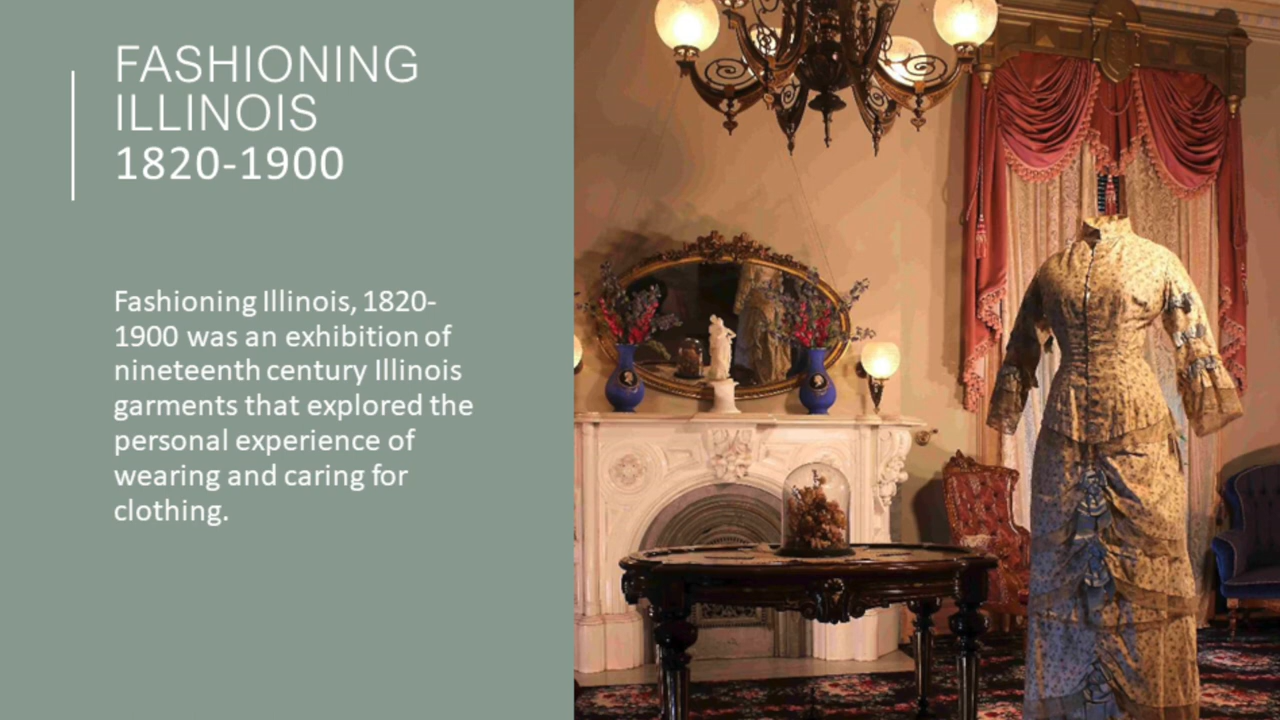 FASHIONING
ILLINOIS
1820-1900
Fashioning Illinois, 1820-
1900 was an exhibition of
nineteenth century Illinois
garments that explored the
personal experience of
wearing and caring for
clothing.